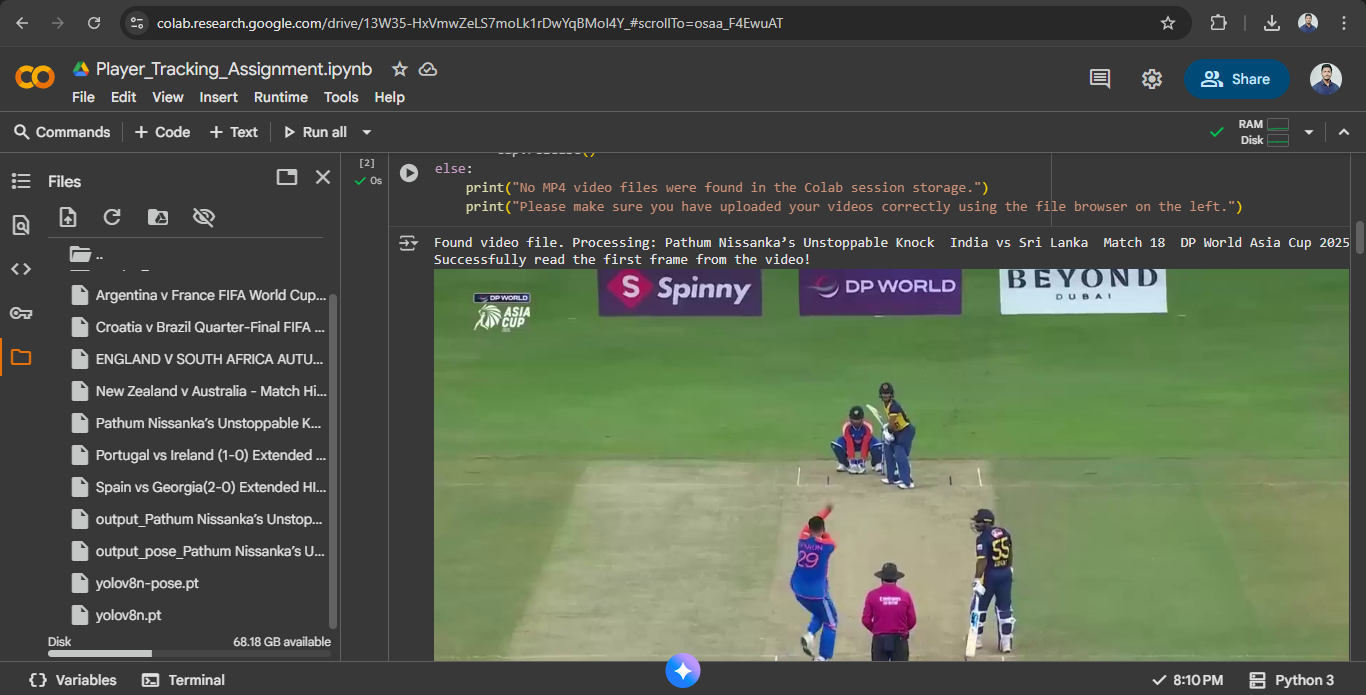 colab.research.google.com/drive/13W35-HxVmwZeLS7moLk1rDwYqBMol4Y_#scrollTo=osaa_F4EwuAT
Player_Tracking_Assignment.ipynb
File Edit View Insert Runtime Tools Help
Share
Commands + Code + Text Run all
RAM
Disk
Files
..
Argentina v France FIFA World Cup...
Croatia v Brazil Quarter-Final FIFA ...
ENGLAND V SOUTH AFRICA AUTU...
New Zealand v Australia - Match Hi...
Pathum Nissanka’s Unstoppable K...
Portugal vs Ireland (1-0) Extended ...
Spain vs Georgia(2-0) Extended HI...
output_Pathum Nissanka’s Unstop...
output_pose_Pathum Nissanka’s U...
yolov8n-pose.pt
yolov8n.pt
Disk 68.18 GB available
[2]
0s
else:
print("No MP4 video files were found in the Colab session storage.")
print("Please make sure you have uploaded your videos correctly using the file browser on the left.")
Found video file. Processing: Pathum Nissanka’s Unstoppable Knock India vs Sri Lanka Match 18 DP World Asia Cup 2025
Successfully read the first frame from the video!
DP WORLD
ASIA
CUP
S Spinny
DP WORLD
BEYOND
DUBAI
29
55
Variables Terminal
8:10 PM Python 3